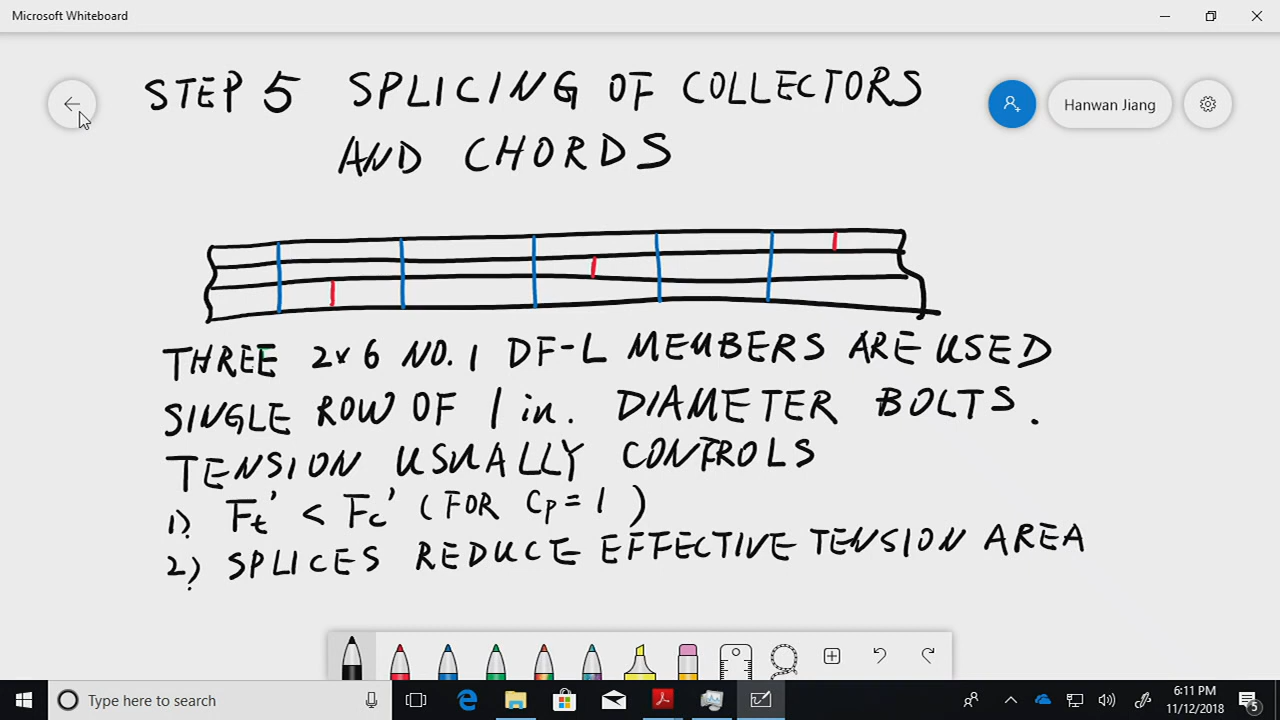 Microsoft Whiteboard
STEP 5 SPLICING OF COLLECTORS
AND CHORDS
Hanwan Jiang
THREE 2x6 NO. 1 DF-L MEMBERS ARE USED
SINGLE ROW OF 1 in. DIAMETER BOLTS.
TENSION USUALLY CONTROLS
1) Ft' < Fc' (FOR Cp = 1 )
2) SPLICES REDUCE EFFECTIVE TENSION AREA
Type here to search
6:11 PM
11/12/2018
5